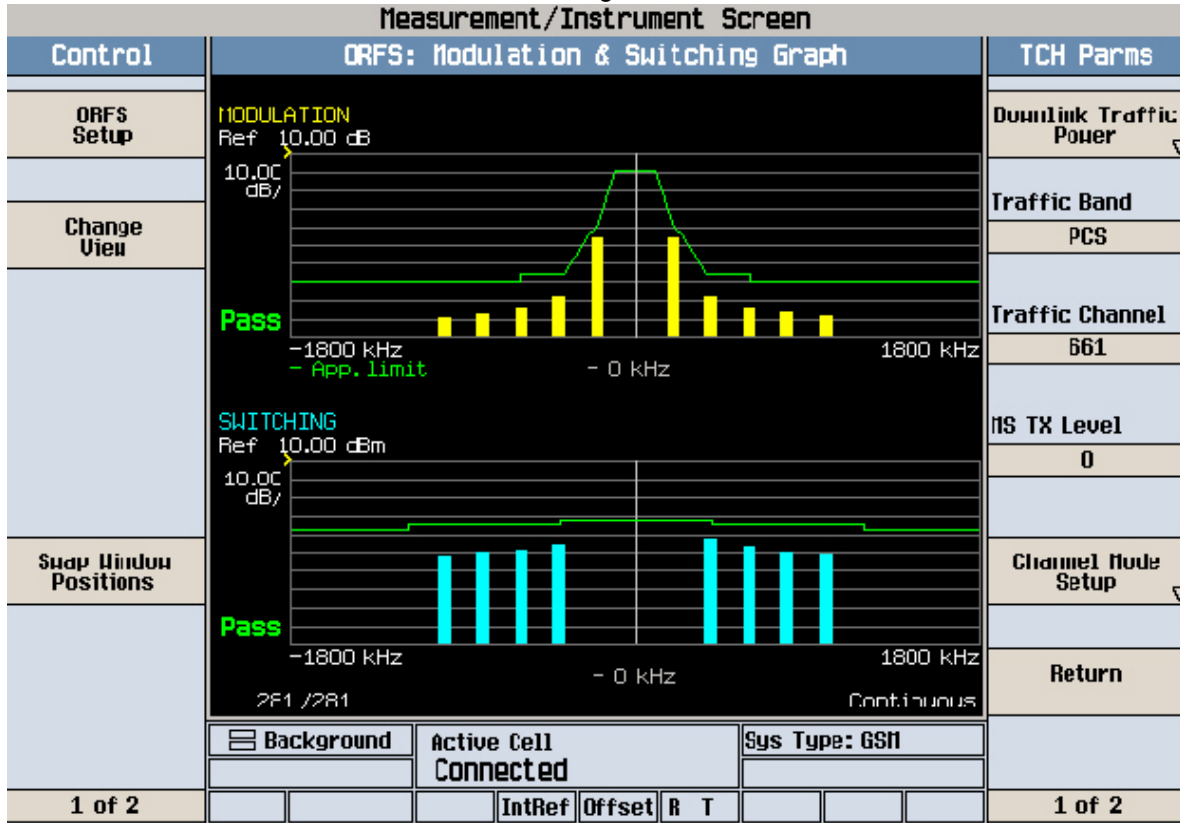 Measurement/Instrument Screen
Control
ORFS: Modulation & Switching Graph
TCH Parms
ORFS
Setup
Change
View
Swap Window
Positions
1 of 2
MODULATION
Ref 10.00 dB
10.00
dB/
Pass
-1800 kHz
1800 kHz
- App.limit
- 0 kHz
SWITCHING
Ref 10.00 dBm
10.00
dB/
Pass
-1800 kHz
1800 kHz
- 0 kHz
281/281
Continuous
Background
Active Cell
Connected
Sys Type: GSM
IntRef
Offset
R T
Downlink Traffic
Power
Traffic Band
PCS
Traffic Channel
661
MS TX Level
0
Channel Mode
Setup
Return
1 of 2